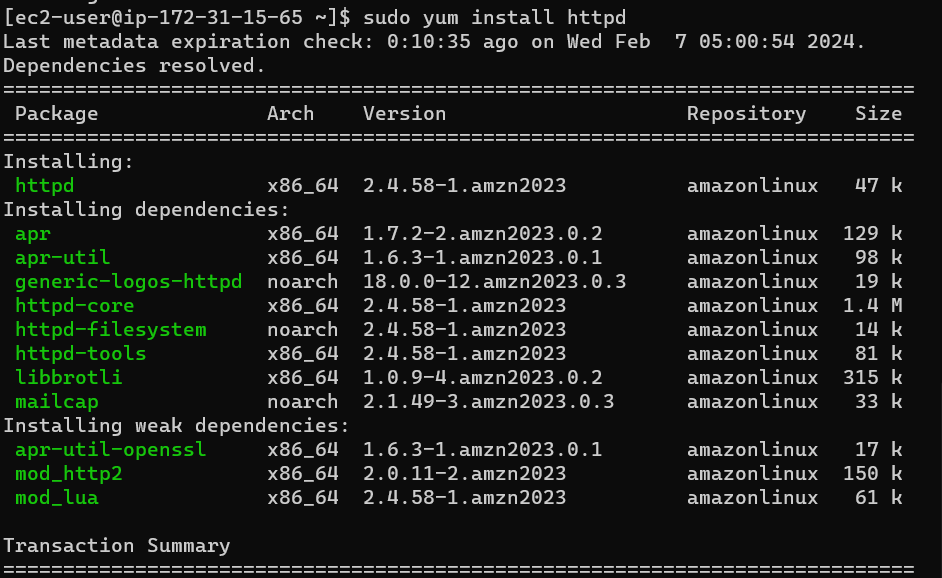 [ec2-user@ip-172-31-15-65 ~]$ sudo yum install httpd
Last metadata expiration check: 0:10:35 ago on Wed Feb  7 05:00:54 2024.
Dependencies resolved.
============================================================================
 Package              Arch    Version                    Repository    Size
============================================================================
Installing:
 httpd                x86_64  2.4.58-1.amzn2023          amazonlinux   47 k
Installing dependencies:
 apr                  x86_64  1.7.2-2.amzn2023.0.2       amazonlinux  129 k
 apr-util             x86_64  1.6.3-1.amzn2023.0.1       amazonlinux   98 k
 generic-logos-httpd  noarch  18.0.0-12.amzn2023.0.3     amazonlinux   19 k
 httpd-core           x86_64  2.4.58-1.amzn2023          amazonlinux  1.4 M
 httpd-filesystem     noarch  2.4.58-1.amzn2023          amazonlinux   14 k
 httpd-tools          x86_64  2.4.58-1.amzn2023          amazonlinux   81 k
 libbrotli            x86_64  1.0.9-4.amzn2023.0.2       amazonlinux  315 k
 mailcap              noarch  2.1.49-3.amzn2023.0.3      amazonlinux   33 k
Installing weak dependencies:
 apr-util-openssl     x86_64  1.6.3-1.amzn2023.0.1       amazonlinux   17 k
 mod_http2            x86_64  2.0.11-2.amzn2023          amazonlinux  150 k
 mod_lua              x86_64  2.4.58-1.amzn2023          amazonlinux   61 k

Transaction Summary
============================================================================